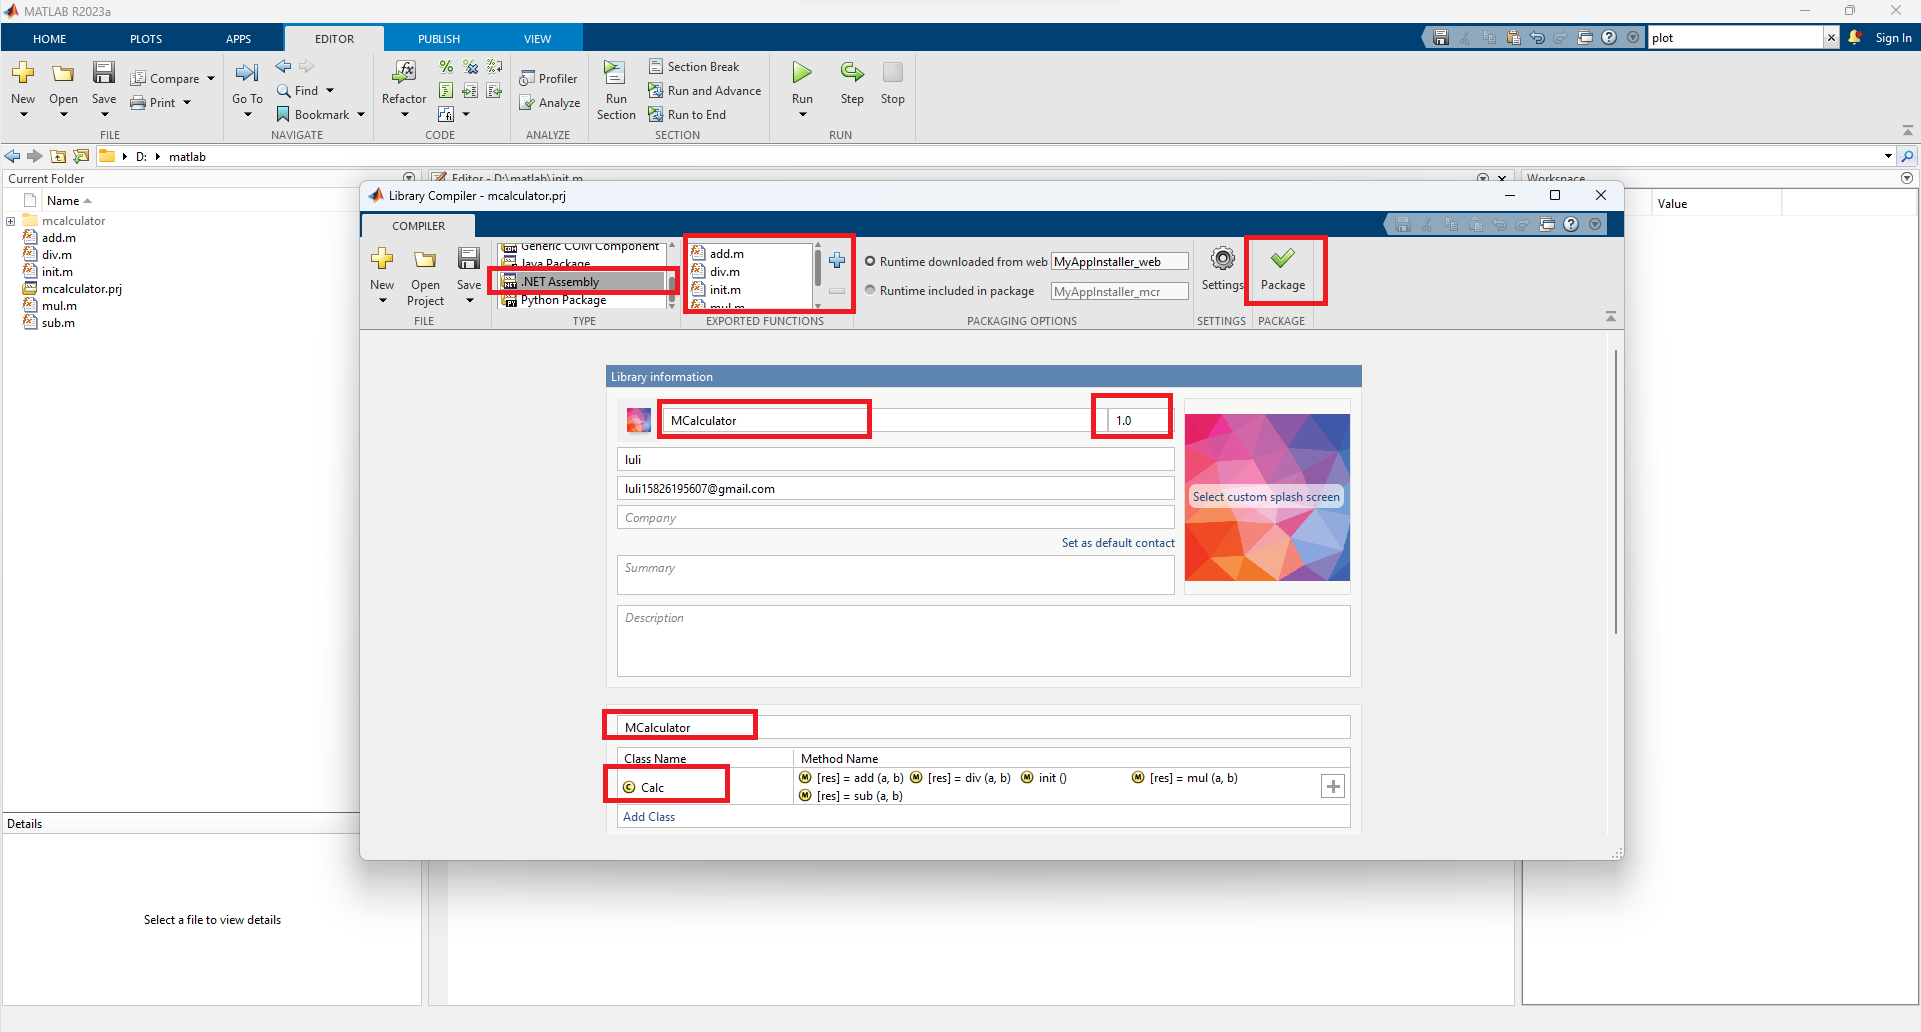 MATLAB R2023a
HOME PLOTS APPS EDITOR PUBLISH VIEW plot Sign In
New Open Save Compare Print
FILE
Go To Find Bookmark
NAVIGATE
Refactor
CODE
Profiler
Analyze
ANALYZE
Run Section
Section Break
Run and Advance
Run to End
SECTION
Run Step Stop
RUN
D: matlab
Current Folder
Name
mcalculator
add.m
div.m
init.m
mcalculator.prj
mul.m
sub.m
Details
Select a file to view details
Editor - D:\matlab\init.m
Workspace
Value
Library Compiler - mcalculator.prj
COMPILER
New Open Project Save
FILE
Generic COM Component
Java Package
.NET Assembly
Python Package
TYPE
add.m
div.m
init.m
mul.m
EXPORTED FUNCTIONS
Runtime downloaded from web MyAppInstaller_web
Runtime included in package MyAppInstaller_mcr
PACKAGING OPTIONS
Settings
SETTINGS
Package
PACKAGE
Library information
MCalculator 1.0
luli
luli15826195607@gmail.com
Company
Set as default contact
Summary
Description
Select custom splash screen
MCalculator
Class Name Method Name
Calc
[res] = add (a, b) [res] = div (a, b) init () [res] = mul (a, b)
[res] = sub (a, b)
Add Class